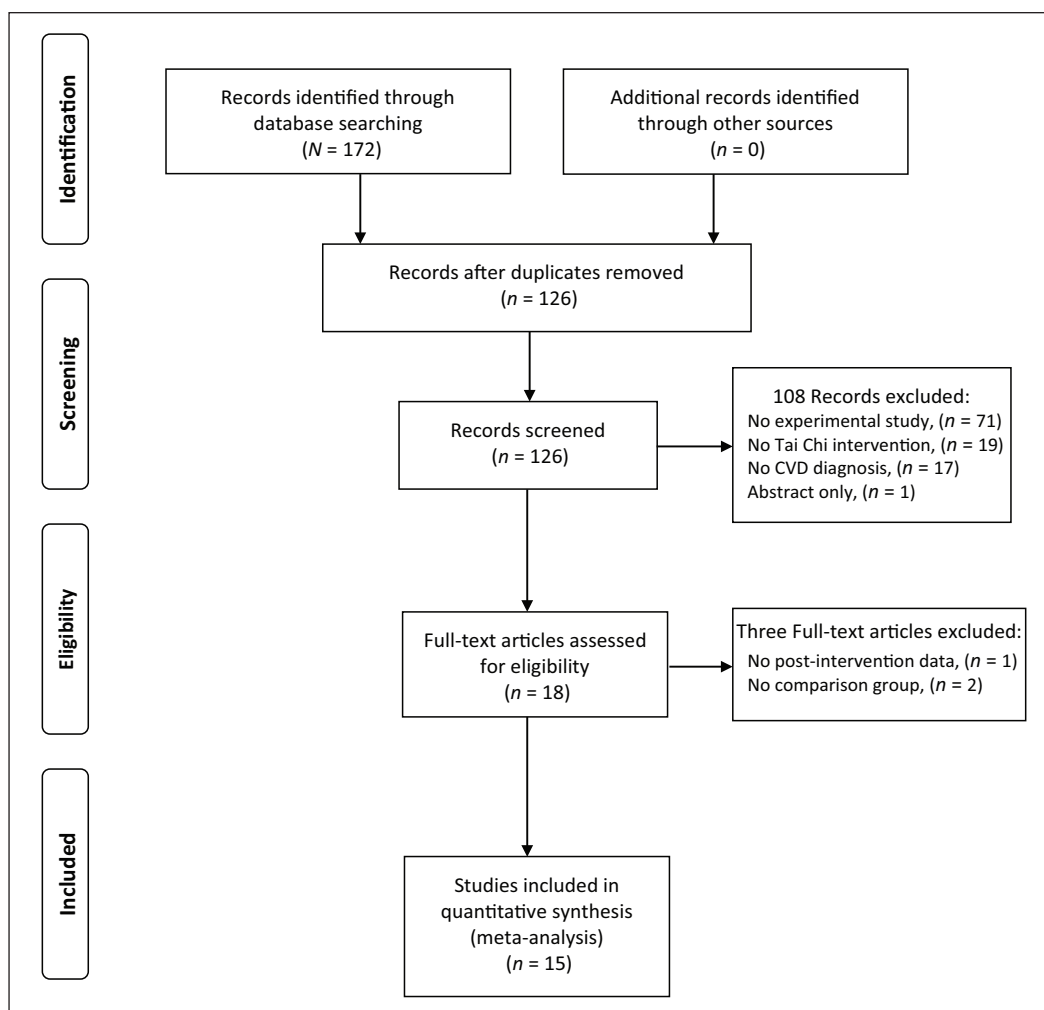 Identification
Records identified through
database searching
(N = 172)
Additional records identified
through other sources
(n = 0)
Records after duplicates removed
(n = 126)
Screening
Records screened
(n = 126)
108 Records excluded:
No experimental study, (n = 71)
No Tai Chi intervention, (n = 19)
No CVD diagnosis, (n = 17)
Abstract only, (n = 1)
Eligibility
Full-text articles assessed
for eligibility
(n = 18)
Three Full-text articles excluded:
No post-intervention data, (n = 1)
No comparison group, (n = 2)
Included
Studies included in
quantitative synthesis
(meta-analysis)
(n = 15)